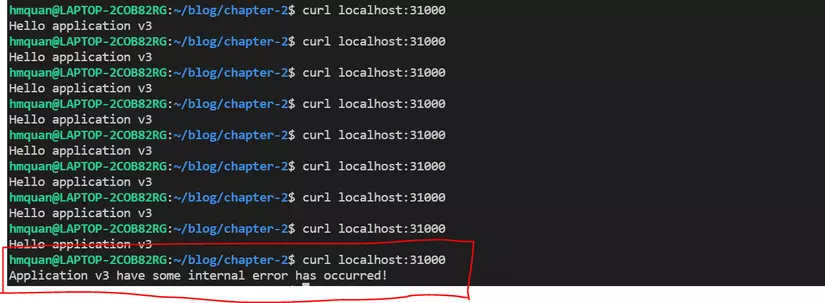 hmquan@LAPTOP-2COB82RG:~/blog/chapter-2$ curl localhost:31000
Hello application v3
hmquan@LAPTOP-2COB82RG:~/blog/chapter-2$ curl localhost:31000
Hello application v3
hmquan@LAPTOP-2COB82RG:~/blog/chapter-2$ curl localhost:31000
Hello application v3
hmquan@LAPTOP-2COB82RG:~/blog/chapter-2$ curl localhost:31000
Hello application v3
hmquan@LAPTOP-2COB82RG:~/blog/chapter-2$ curl localhost:31000
Hello application v3
hmquan@LAPTOP-2COB82RG:~/blog/chapter-2$ curl localhost:31000
Hello application v3
hmquan@LAPTOP-2COB82RG:~/blog/chapter-2$ curl localhost:31000
Hello application v3
hmquan@LAPTOP-2COB82RG:~/blog/chapter-2$ curl localhost:31000
Hello application v3
hmquan@LAPTOP-2COB82RG:~/blog/chapter-2$ curl localhost:31000
Application v3 have some internal error has occurred!